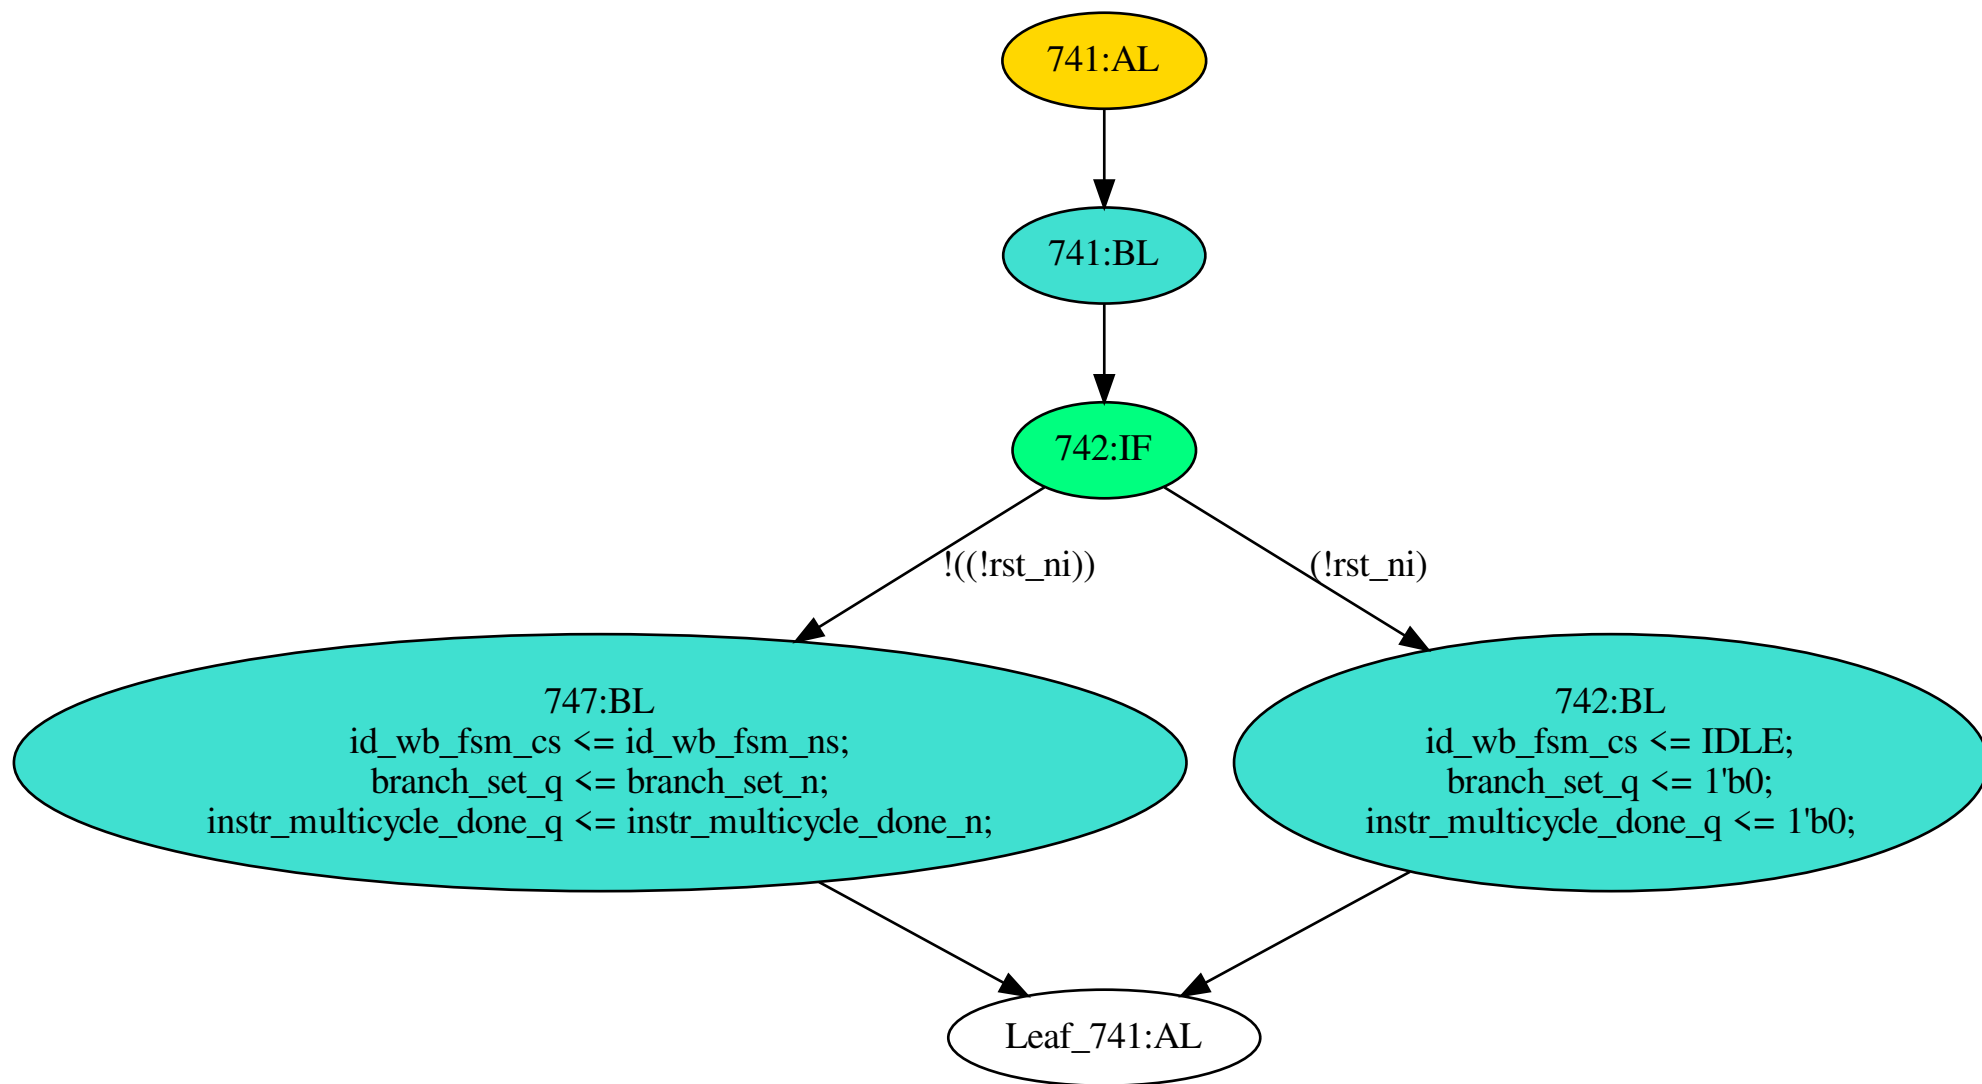 741:AL
741:BL
742:IF
!((!rst_ni))
(!rst_ni)
747:BL
id_wb_fsm_cs <= id_wb_fsm_ns;
branch_set_q <= branch_set_n;
instr_multicycle_done_q <= instr_multicycle_done_n;
742:BL
id_wb_fsm_cs <= IDLE;
branch_set_q <= 1'b0;
instr_multicycle_done_q <= 1'b0;
Leaf_741:AL